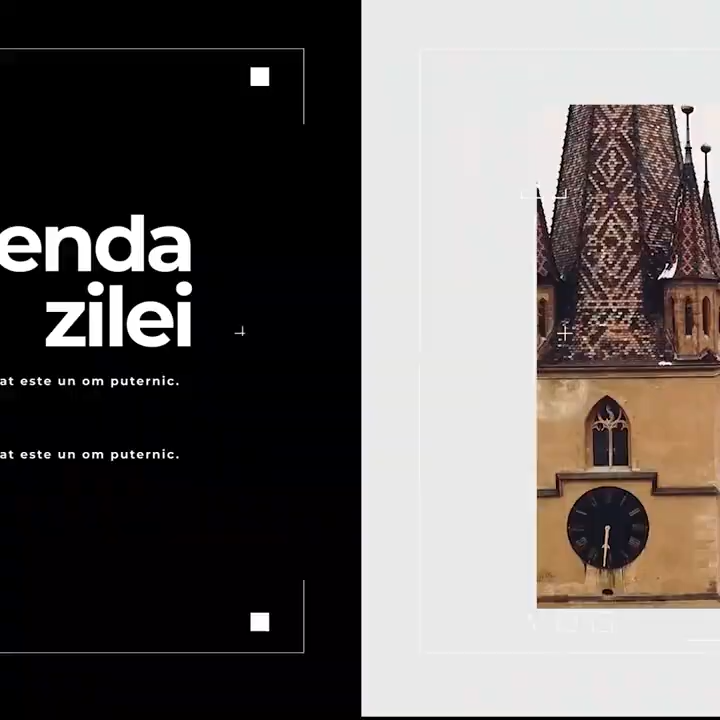 enda
zilei
at este un om puternic.
at este un om puternic.